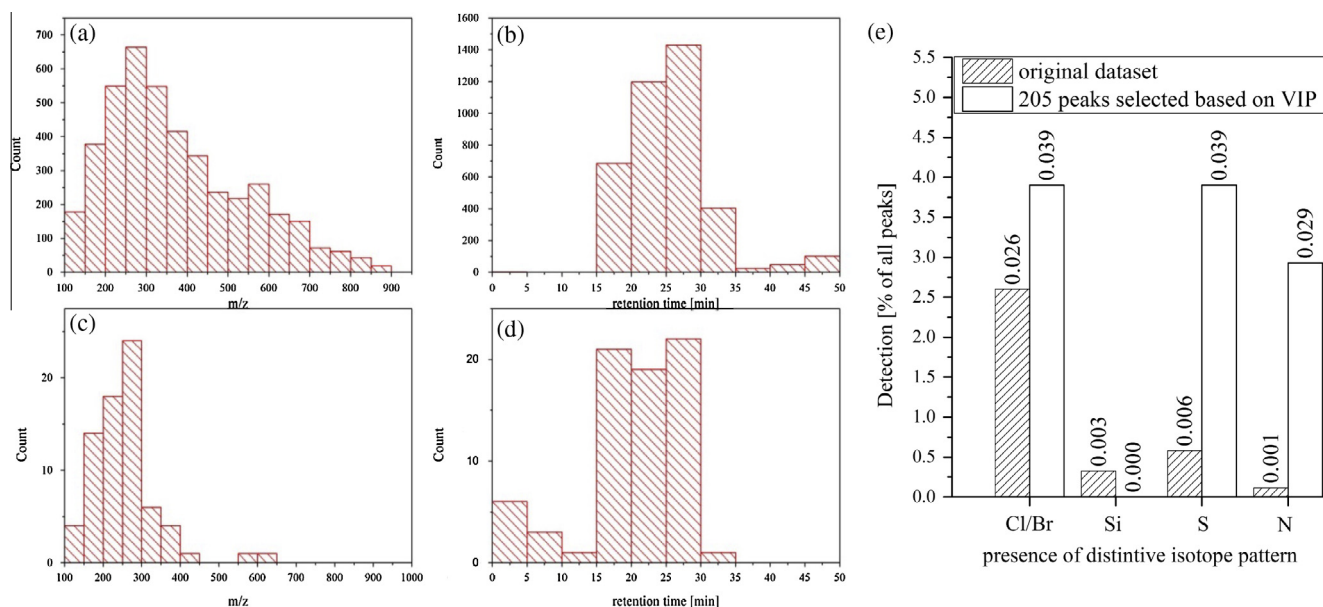 (a)
700
600
500
400
300
200
100
0
Count
100 200 300 400 500 600 700 800 900
m/z
(b)
1600
1400
1200
1000
800
600
400
200
0
Count
0 5 10 15 20 25 30 35 40 45 50
retention time [min]
(c)
20
10
0
Count
100 200 300 400 500 600 700 800 900 1000
m/z
(d)
20
10
0
Count
0 5 10 15 20 25 30 35 40 45 50
retention time [min]
(e)
5.5
5.0
4.5
4.0
3.5
3.0
2.5
2.0
1.5
1.0
0.5
0.0
Detection [% of all peaks]
original dataset
205 peaks selected based on VIP
0.026
0.039
0.003
0.000
0.006
0.039
0.001
0.029
Cl/Br Si S N
presence of distintive isotope pattern